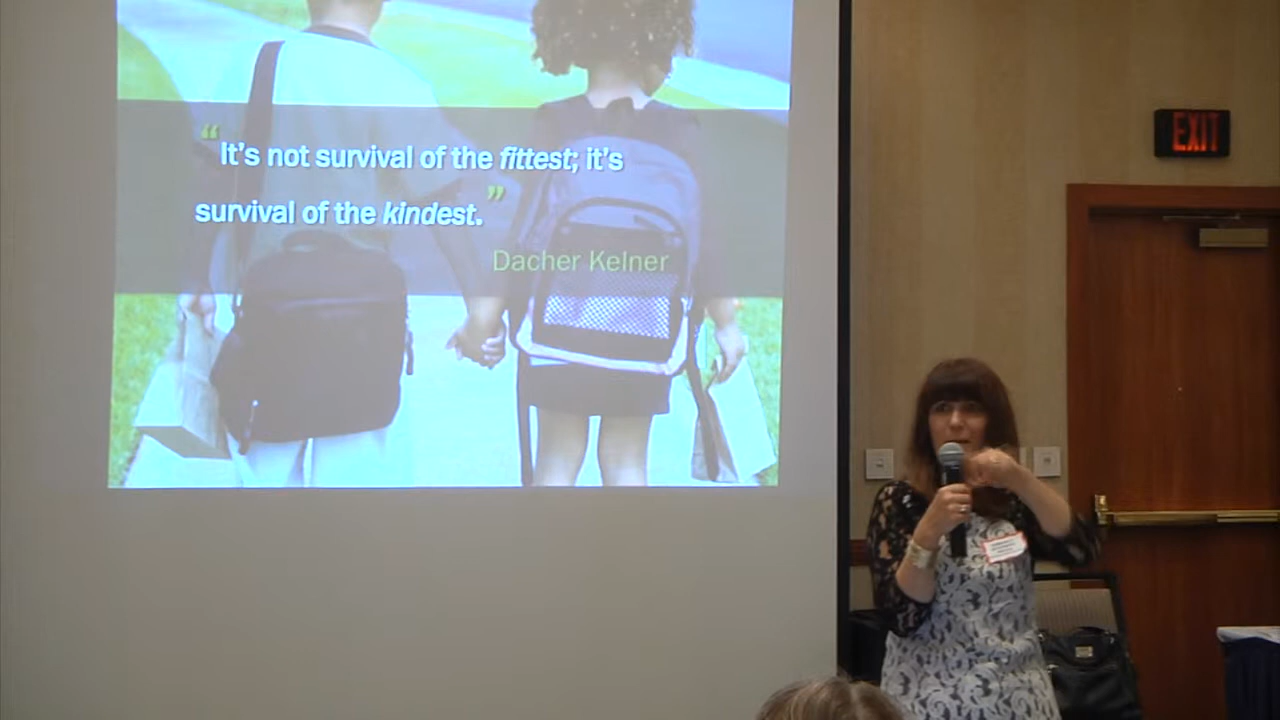 “It's not survival of the fittest; it's
survival of the kindest.”
Dacher Kelner
EXIT